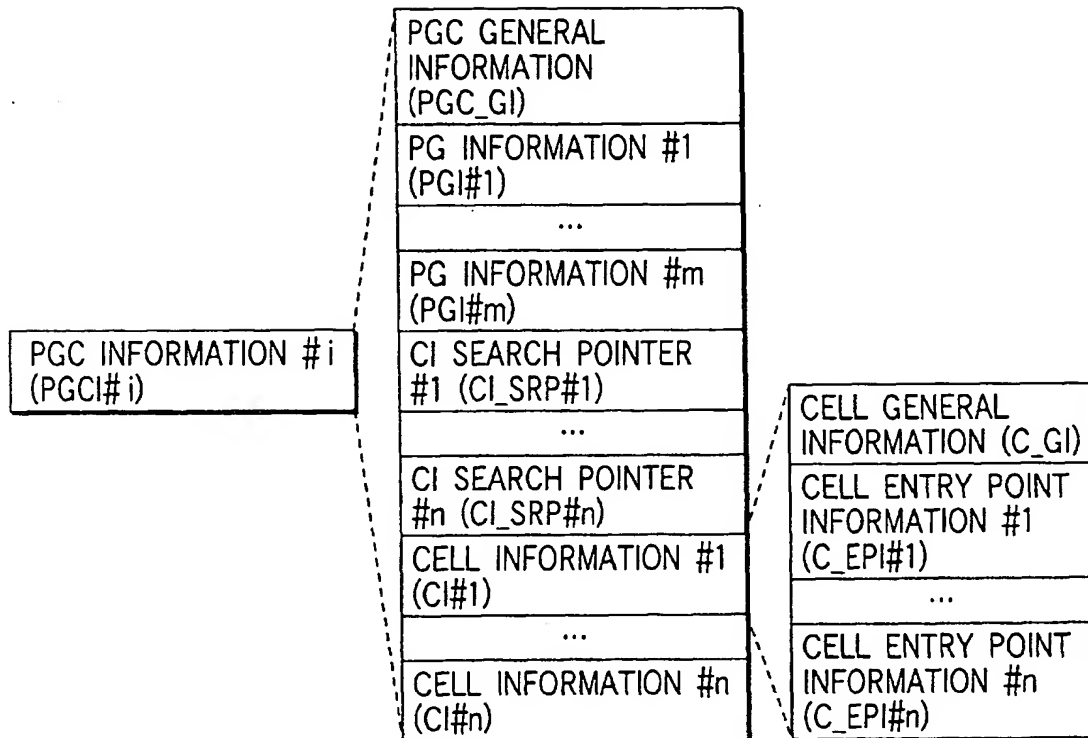 PGC INFORMATION #i
(PGCI#i)
PGC GENERAL
INFORMATION
(PGC_GI)
PG INFORMATION #1
(PGI#1)
...
PG INFORMATION #m
(PGI#m)
CI SEARCH POINTER
#1 (CI_SRP#1)
...
CI SEARCH POINTER
#n (CI_SRP#n)
CELL INFORMATION #1
(CI#1)
...
CELL INFORMATION #n
(CI#n)
CELL GENERAL
INFORMATION (C_GI)
CELL ENTRY POINT
INFORMATION #1
(C_EPI#1)
...
CELL ENTRY POINT
INFORMATION #n
(C_EPI#n)